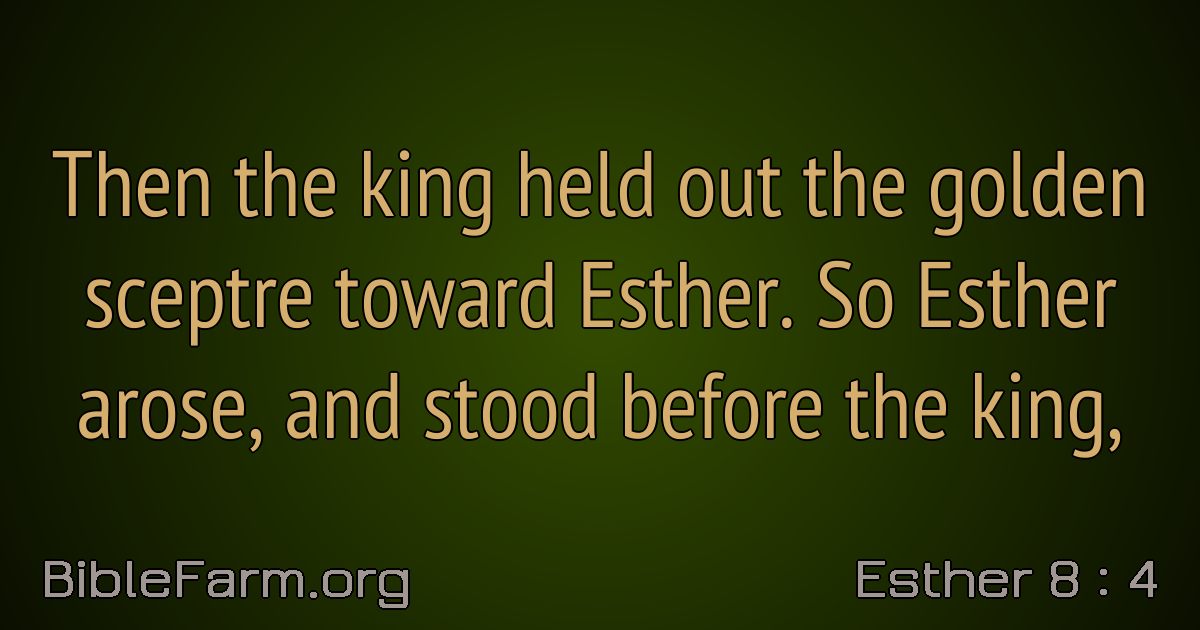 Then the king held out the golden
sceptre toward Esther. So Esther
arose, and stood before the king,
BibleFarm.org
Esther 8 : 4